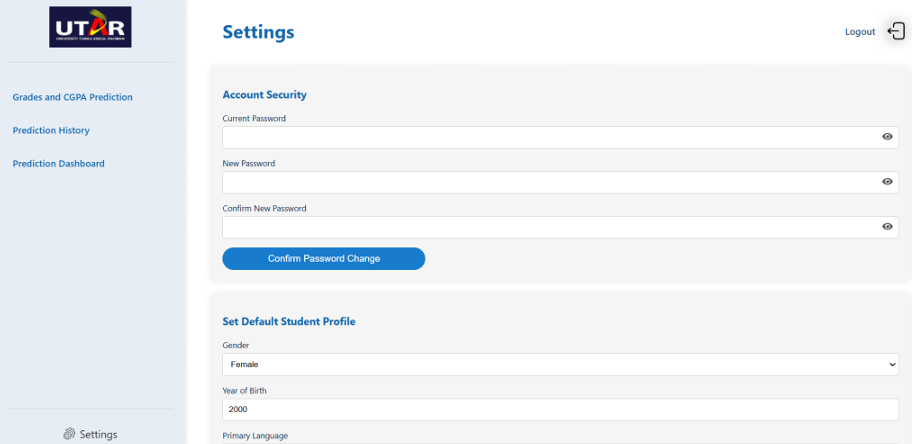 UTAR
UNIVERSITI TUNKU ABDUL RAHMAN
Grades and CGPA Prediction
Prediction History
Prediction Dashboard
Settings
Settings
Logout
Account Security
Current Password
New Password
Confirm New Password
Confirm Password Change
Set Default Student Profile
Gender
Female
Year of Birth
2000
Primary Language